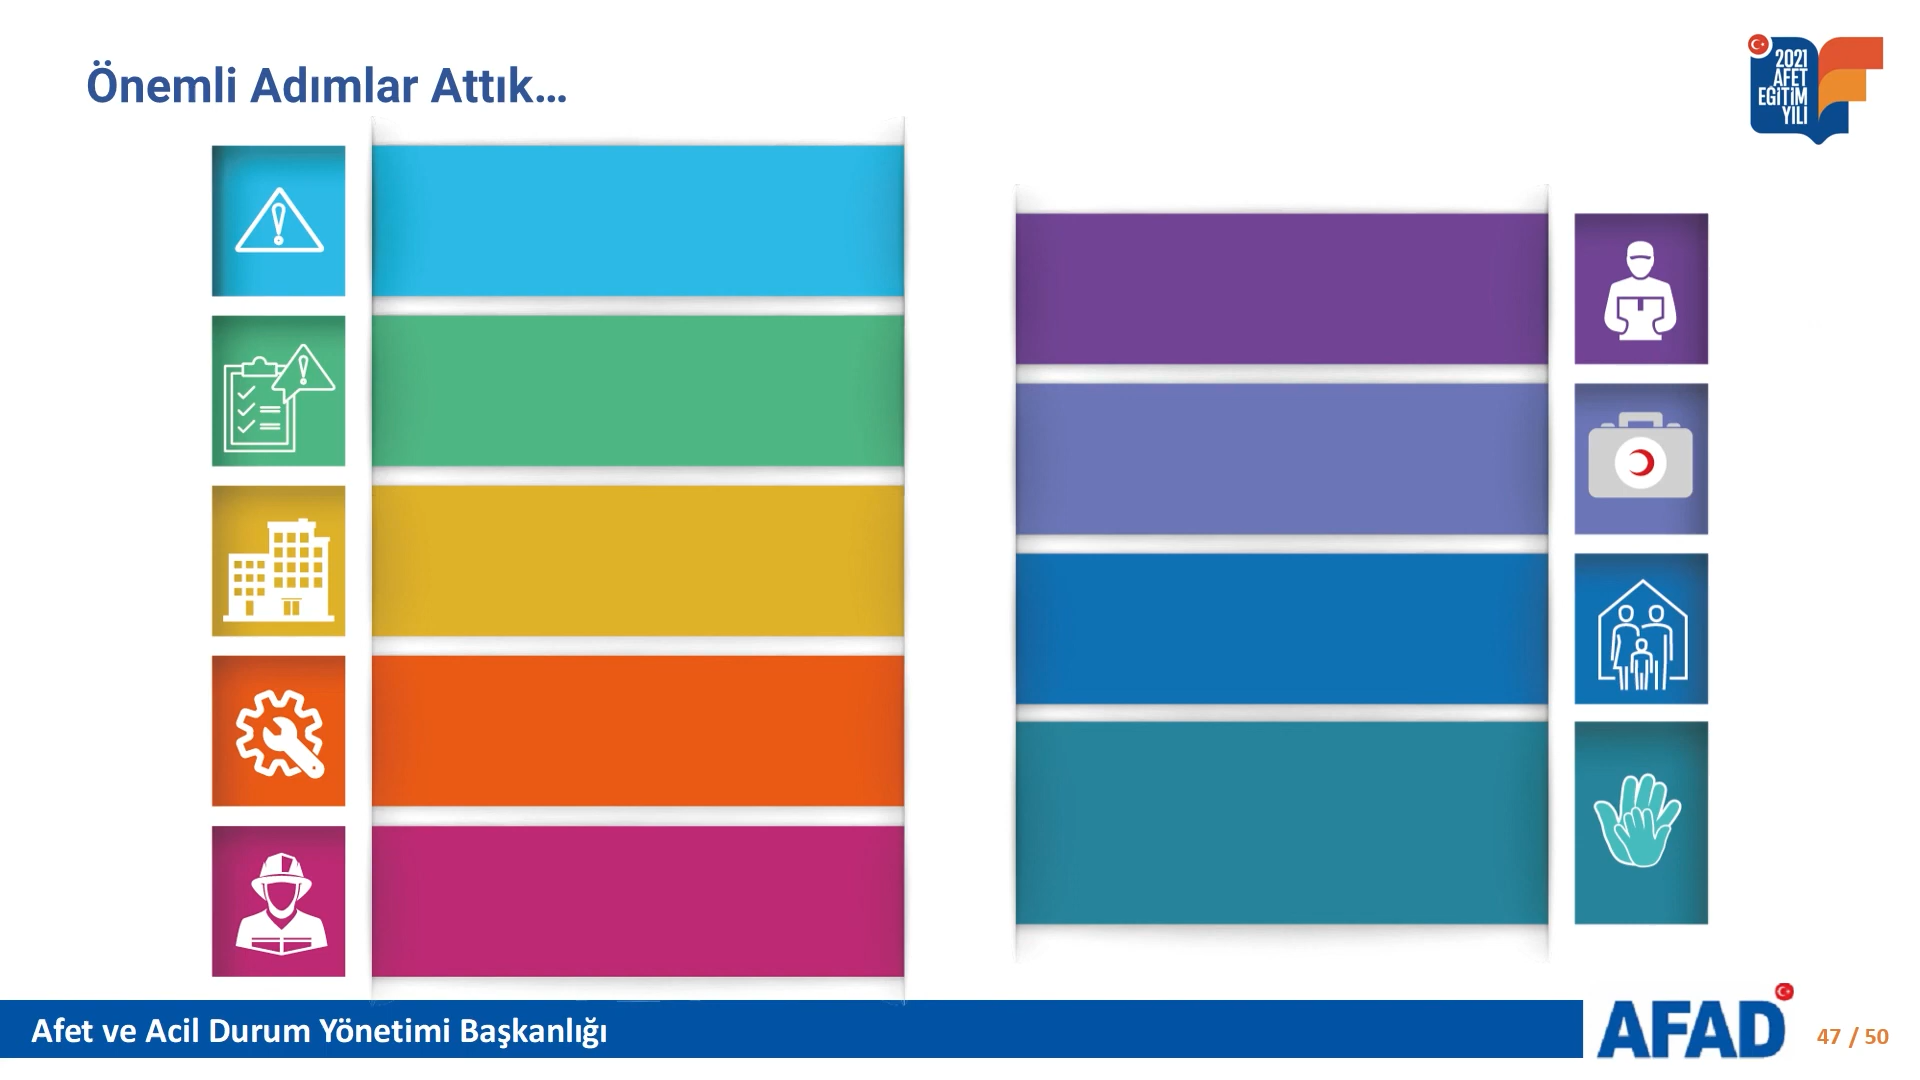 Önemli Adımlar Attık...
2021
AFET
EĞİTİM
YILI
Afet ve Acil Durum Yönetimi Başkanlığı
AFAD
47 / 50